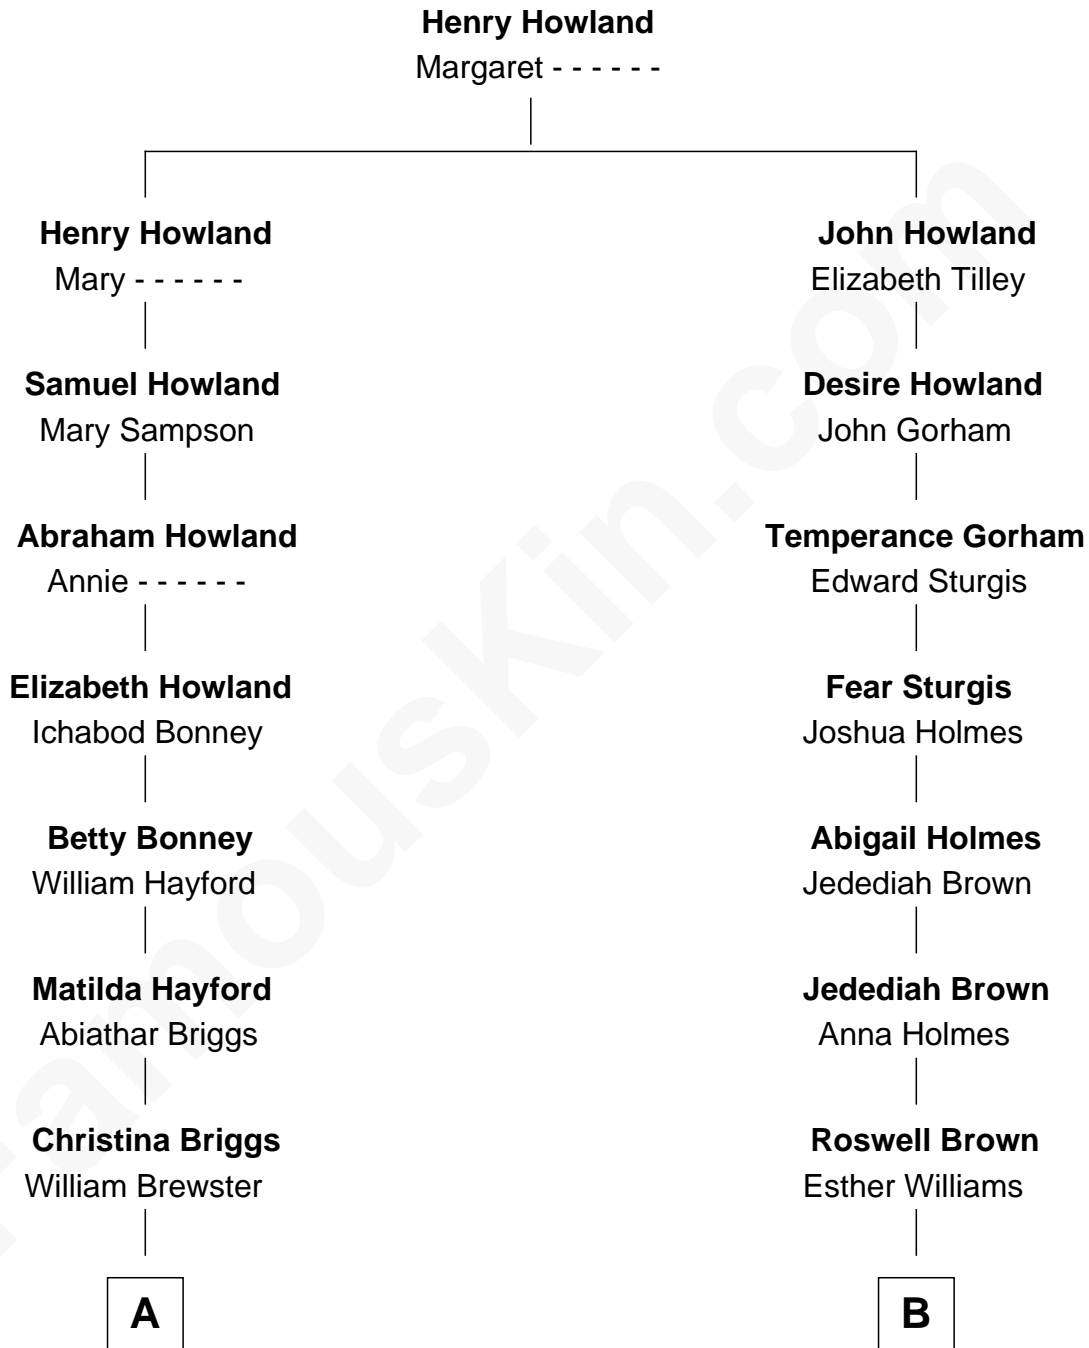 Henry Howland
Margaret - - - - - -
Henry Howland
Mary - - - - - -
John Howland
Elizabeth Tilley
Samuel Howland
Mary Sampson
Desire Howland
John Gorham
Abraham Howland
Annie - - - - - -
Temperance Gorham
Edward Sturgis
Elizabeth Howland
Ichabod Bonney
Fear Sturgis
Joshua Holmes
Betty Bonney
William Hayford
Abigail Holmes
Jedediah Brown
Matilda Hayford
Abiathar Briggs
Jedediah Brown
Anna Holmes
Christina Briggs
William Brewster
Roswell Brown
Esther Williams
A
B
FamousKin.com